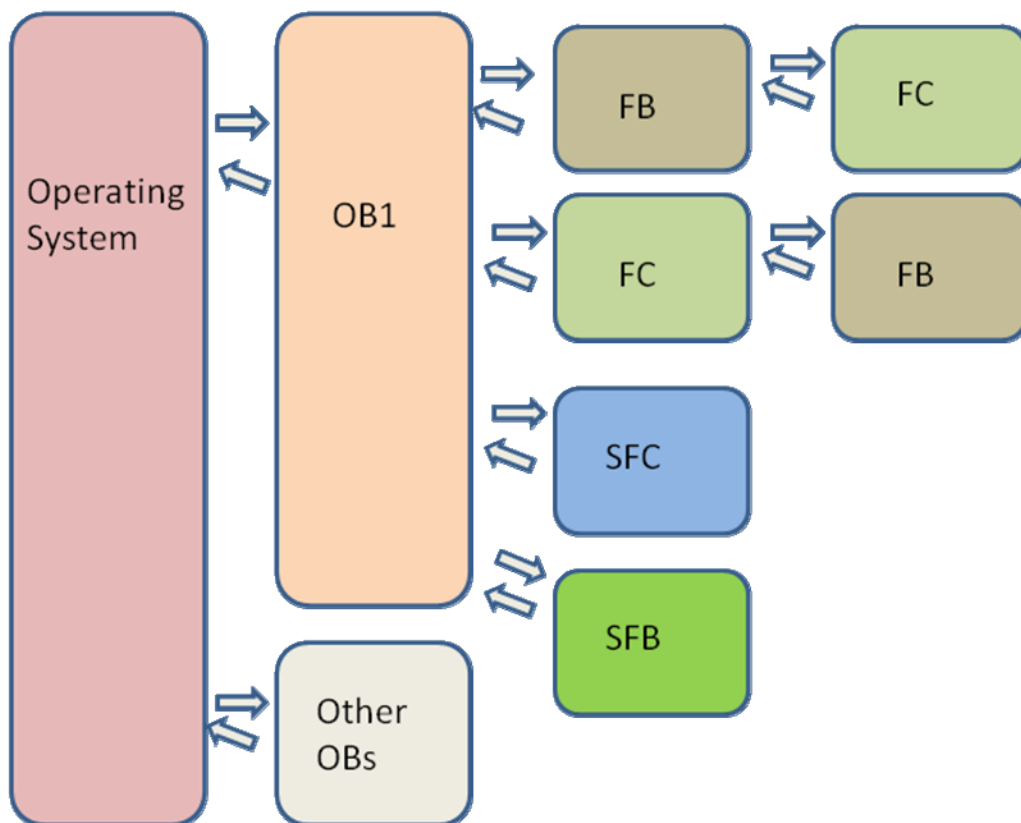 Operating
System
OB1
FB
FC
FC
FB
SFC
SFB
Other
OBs